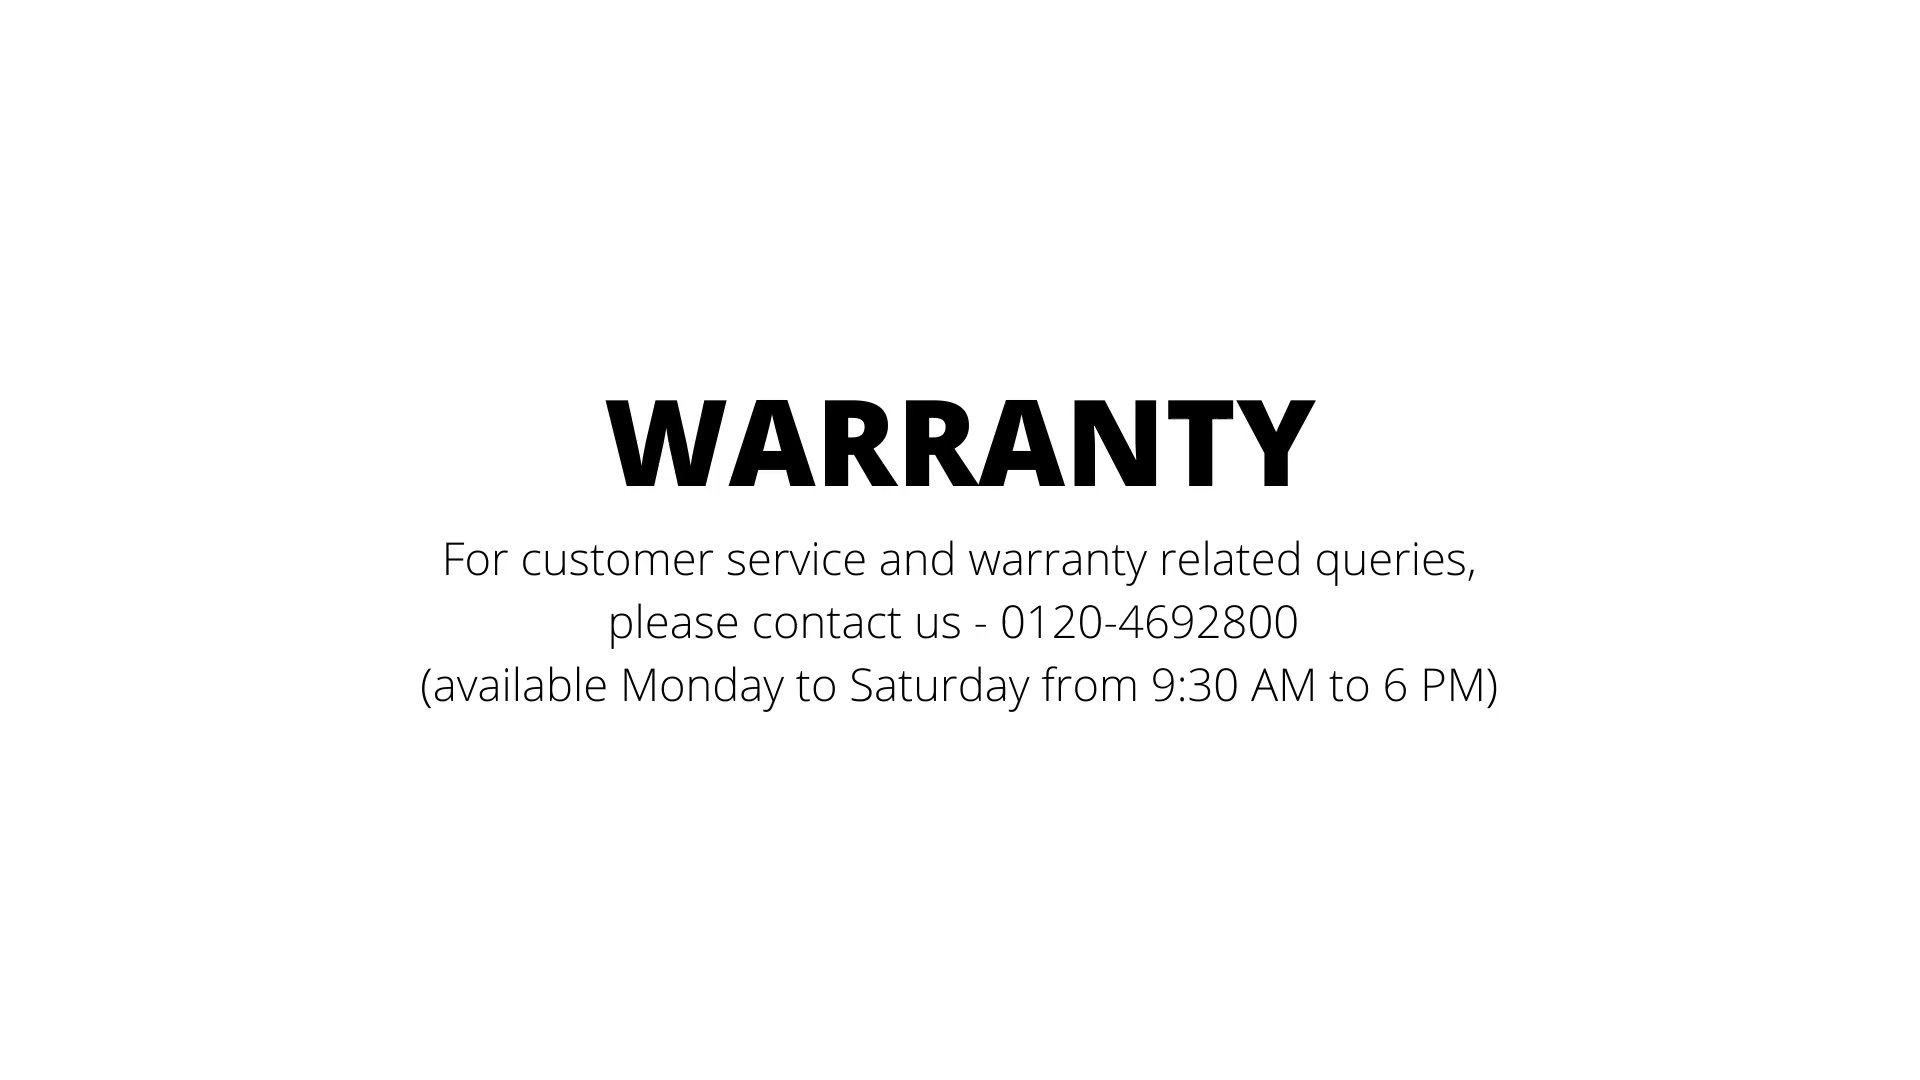 WARRANTY
For customer service and warranty related queries,
please contact us - 0120-4692800
(available Monday to Saturday from 9:30 AM to 6 PM)